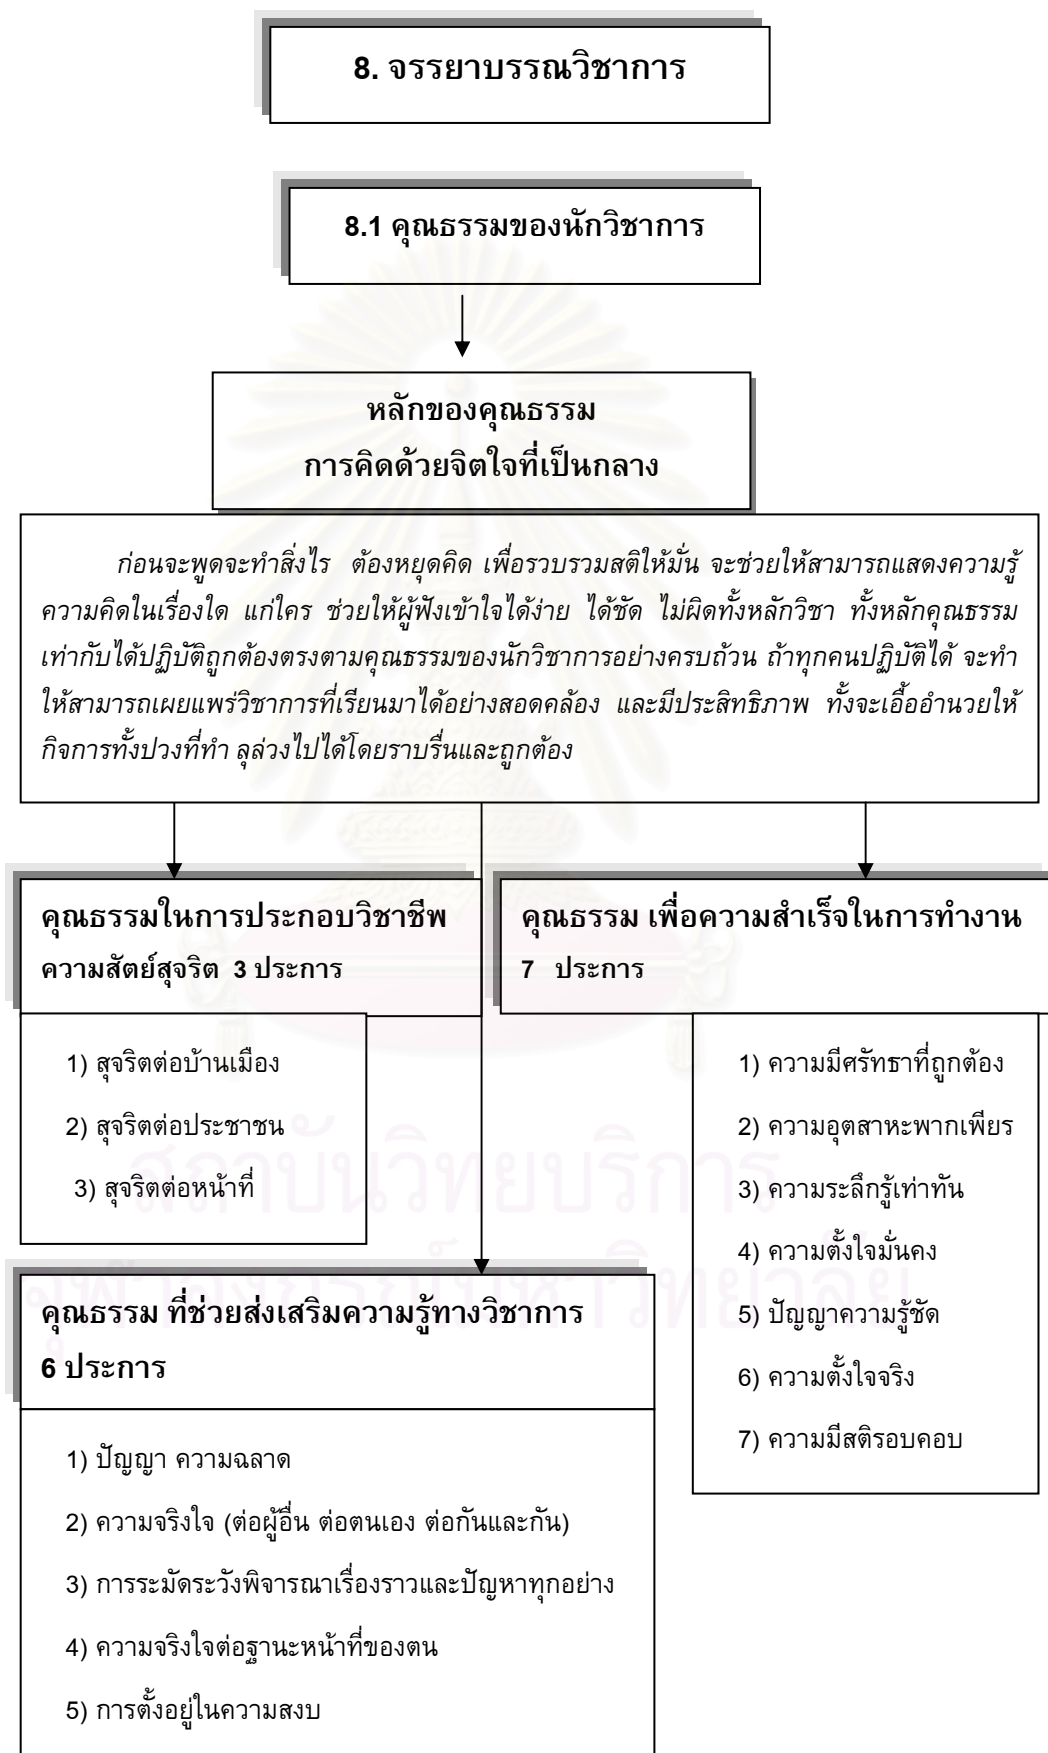 8. จรรยาบรรณวิชาการ
8.1 คุณธรรมของนักวิชาการ
หลักของคุณธรรม
การคิดด้วยจิตใจที่เป็นกลาง
ก่อนจะพูดจะทำสิ่งไร ต้องหยุดคิด เพื่อรวบรวมสติให้มั่น จะช่วยให้สามารถแสดงความรู้
ความคิดในเรื่องใด แก่ใคร ช่วยให้ผู้ฟังเข้าใจได้ง่าย ได้ชัด ไม่ผิดทั้งหลักวิชา ทั้งหลักคุณธรรม
เท่ากับได้ปฏิบัติถูกต้องตรงตามคุณธรรมของนักวิชาการอย่างครบถ้วน ถ้าทุกคนปฏิบัติได้ จะทำ
ให้สามารถเผยแพร่วิชาการที่เรียนมาได้อย่างสอดคล้อง และมีประสิทธิภาพ ทั้งจะเอื้ออำนวยให้
กิจการทั้งปวงที่ทำ ลุล่วงไปได้โดยราบรื่นและถูกต้อง
คุณธรรมในการประกอบวิชาชีพ
ความสัตย์สุจริต 3 ประการ
1) สุจริตต่อบ้านเมือง
2) สุจริตต่อประชาชน
3) สุจริตต่อหน้าที่
คุณธรรม เพื่อความสำเร็จในการทำงาน
7 ประการ
1) ความมีศรัทธาที่ถูกต้อง
2) ความอุตสาหะพากเพียร
3) ความระลึกรู้เท่าทัน
4) ความตั้งใจมั่นคง
5) ปัญญาความรู้ชัด
6) ความตั้งใจจริง
7) ความมีสติรอบคอบ
คุณธรรม ที่ช่วยส่งเสริมความรู้ทางวิชาการ
6 ประการ
1) ปัญญา ความฉลาด
2) ความจริงใจ (ต่อผู้อื่น ต่อตนเอง ต่อกันและกัน)
3) การระมัดระวังพิจารณาเรื่องราวและปัญหาทุกอย่าง
4) ความจริงใจต่อฐานะหน้าที่ของตน
5) การตั้งอยู่ในความสงบ
สถาบันวิทยบริการ
จุฬาลงกรณ์มหาวิทยาลัย